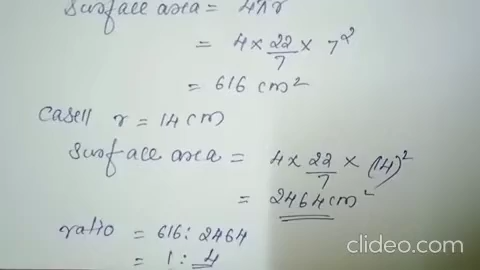 Surface area = 4πr
= 4 × 22/7 × 7²
= 616 cm²
Case II r = 14 cm
Surface area = 4 × 22/7 × (14)²
= 2464 cm²
ratio = 616 : 2464
= 1 : 4
clideo.com